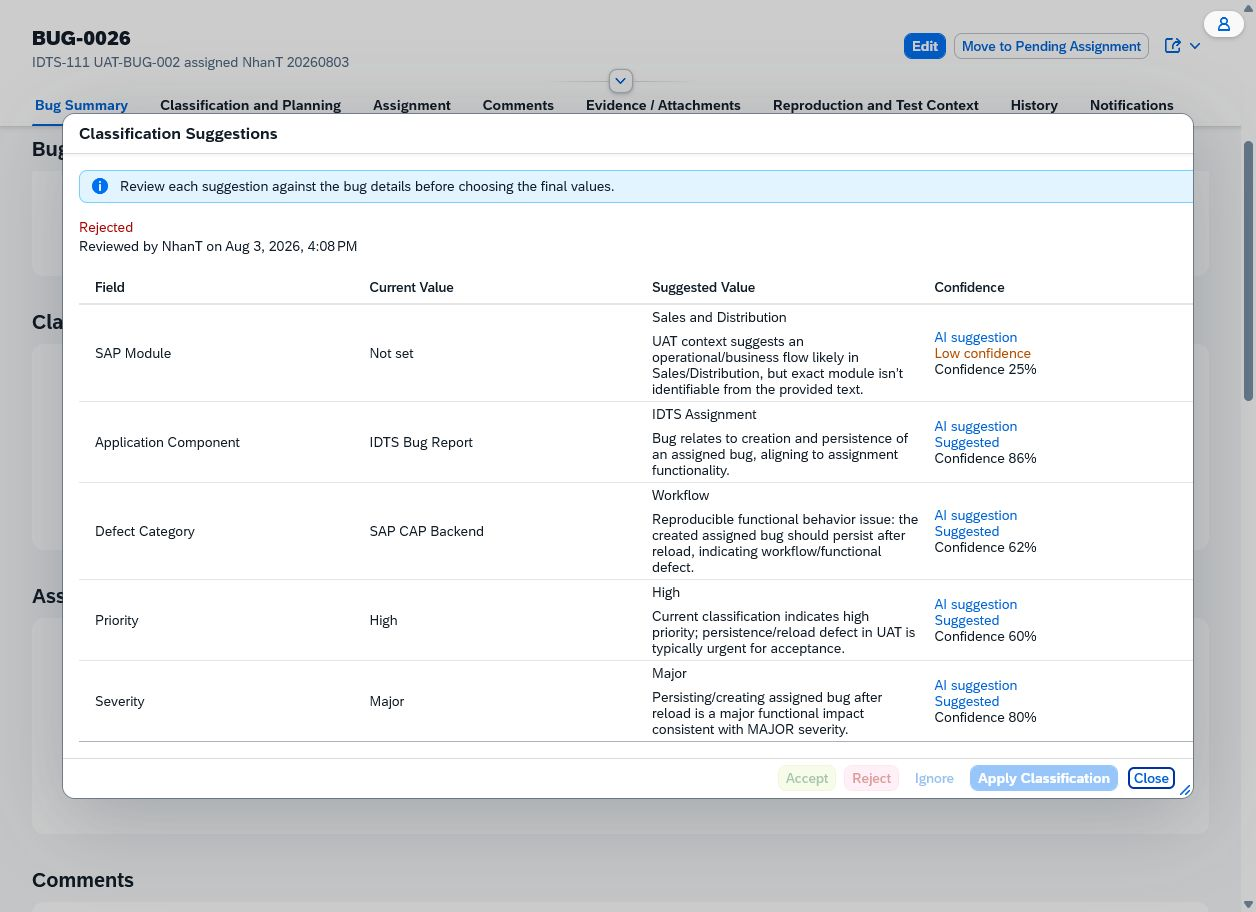 BUG-0026
IDTS-111 UAT-BUG-002 assigned NhanT 20260803
Edit
Move to Pending Assignment
Bug Summary
Classification and Planning
Assignment
Comments
Evidence / Attachments
Reproduction and Test Context
History
Notifications
Bug
Classification Suggestions
Review each suggestion against the bug details before choosing the final values.
Rejected
Reviewed by NhanT on Aug 3, 2026, 4:08 PM
Field
Current Value
Suggested Value
Confidence
SAP Module
Not set
Sales and Distribution
UAT context suggests an
operational/business flow likely in
Sales/Distribution, but exact module isn't
identifiable from the provided text.
AI suggestion
Low confidence
Confidence 25%
Application Component
IDTS Bug Report
IDTS Assignment
Bug relates to creation and persistence of
an assigned bug, aligning to assignment
functionality.
AI suggestion
Suggested
Confidence 86%
Defect Category
SAP CAP Backend
Workflow
Reproducible functional behavior issue: the
created assigned bug should persist after
reload, indicating workflow/functional
defect.
AI suggestion
Suggested
Confidence 62%
Priority
High
High
Current classification indicates high
priority; persistence/reload defect in UAT is
typically urgent for acceptance.
AI suggestion
Suggested
Confidence 60%
Severity
Major
Major
Persisting/creating assigned bug after
reload is a major functional impact
consistent with MAJOR severity.
AI suggestion
Suggested
Confidence 80%
Cla
Ass
Accept
Reject
Ignore
Apply Classification
Close
Comments